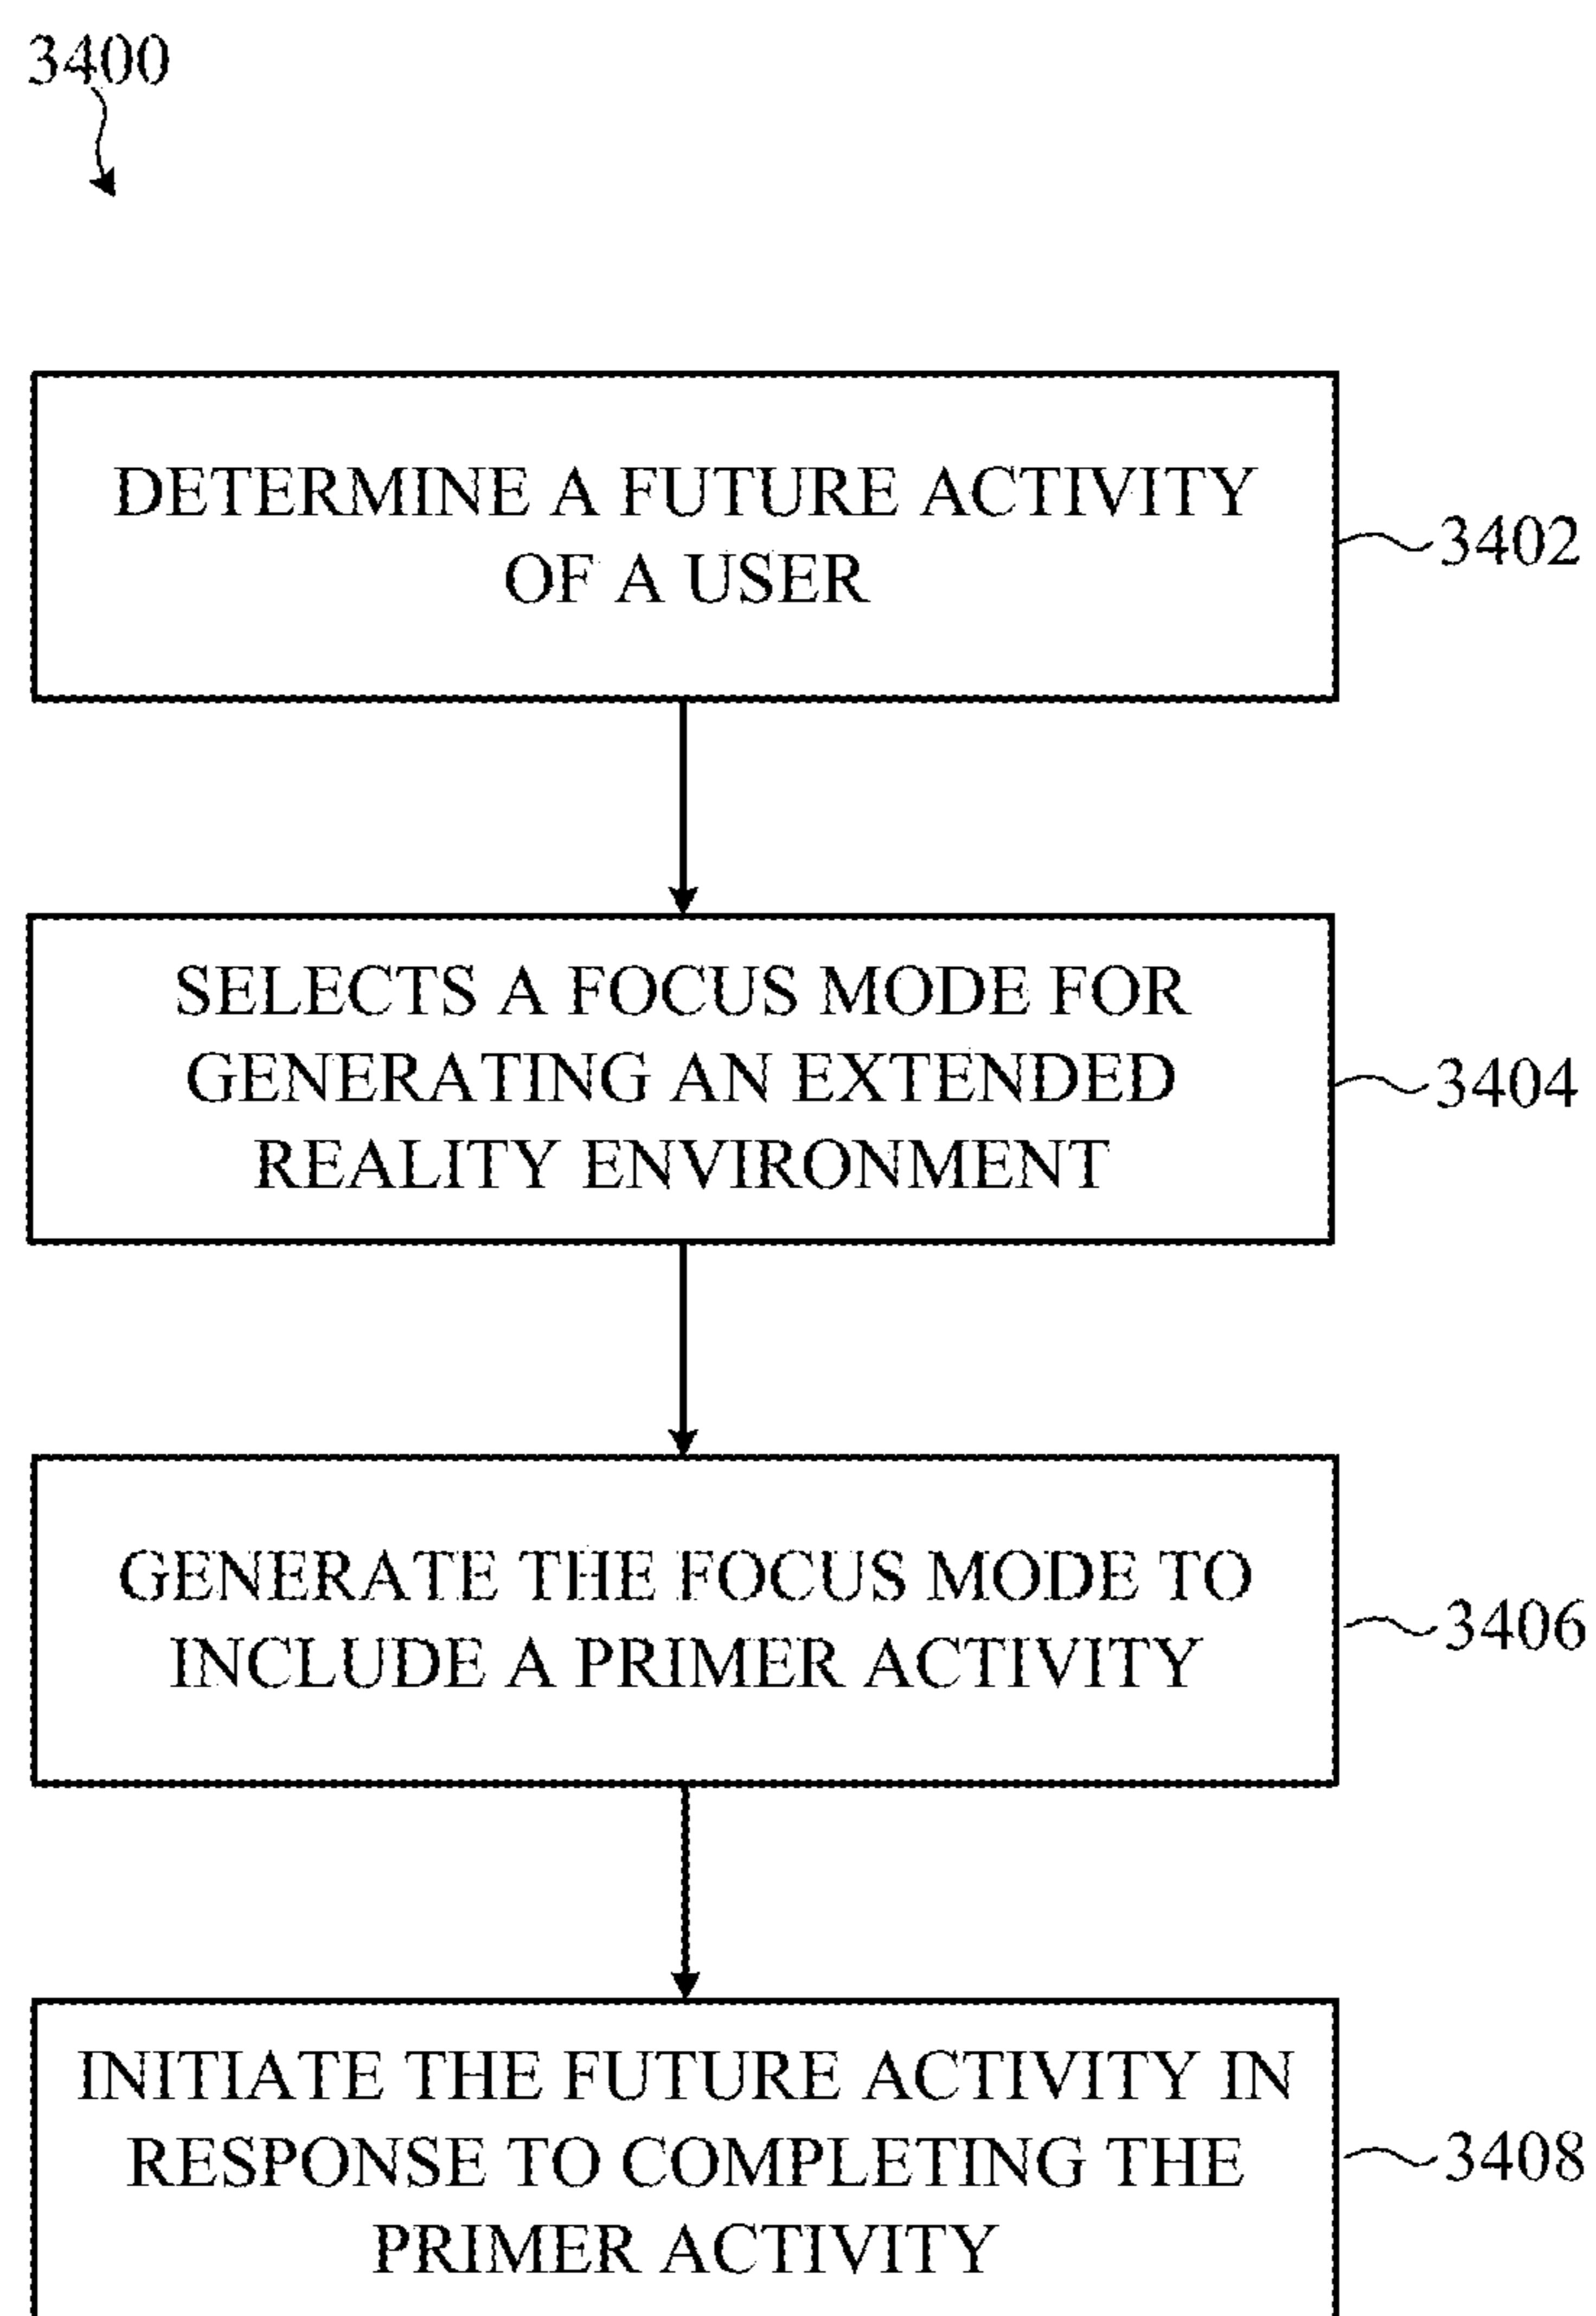 3400
DETERMINE A FUTURE ACTIVITY
OF A USER
3402
SELECTS A FOCUS MODE FOR
GENERATING AN EXTENDED
REALITY ENVIRONMENT
3404
GENERATE THE FOCUS MODE TO
INCLUDE A PRIMER ACTIVITY
3406
INITIATE THE FUTURE ACTIVITY IN
RESPONSE TO COMPLETING THE
PRIMER ACTIVITY
3408